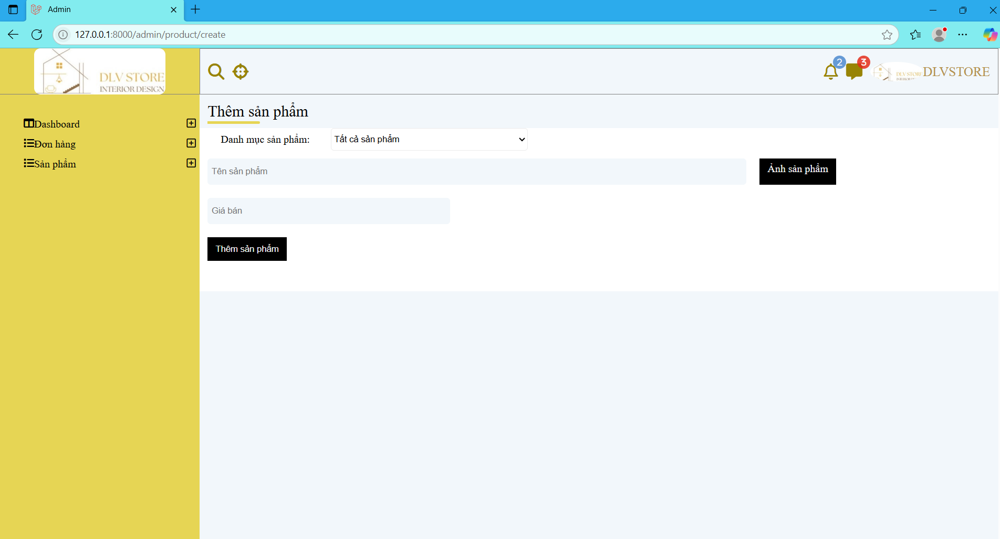 Admin
127.0.0.1:8000/admin/product/create
DLV STORE
INTERIOR DESIGN
2
3
DLV STORE
INTERIOR DESIGN
DLVSTORE
Dashboard
Đơn hàng
Sản phẩm
Thêm sản phẩm
Danh mục sản phẩm:
Tất cả sản phẩm
Tên sản phẩm
Ảnh sản phẩm
Giá bán
Thêm sản phẩm